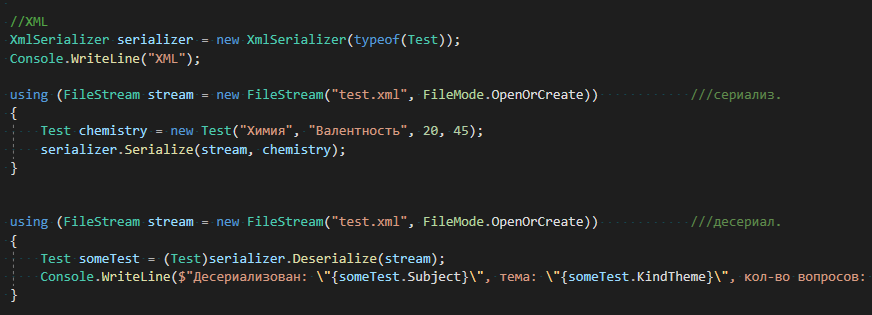 //XML
XmlSerializer serializer = new XmlSerializer(typeof(Test));
Console.WriteLine("XML");
using (FileStream stream = new FileStream("test.xml", FileMode.OpenOrCreate)) ///сериализ.
{
Test chemistry = new Test("Химия", "Валентность", 20, 45);
serializer.Serialize(stream, chemistry);
}
using (FileStream stream = new FileStream("test.xml", FileMode.OpenOrCreate)) ///десериал.
{
Test someTest = (Test)serializer.Deserialize(stream);
Console.WriteLine($"Десериализован: \"{someTest.Subject}\", тема: \"{someTest.KindTheme}\", кол-во вопросов:
}